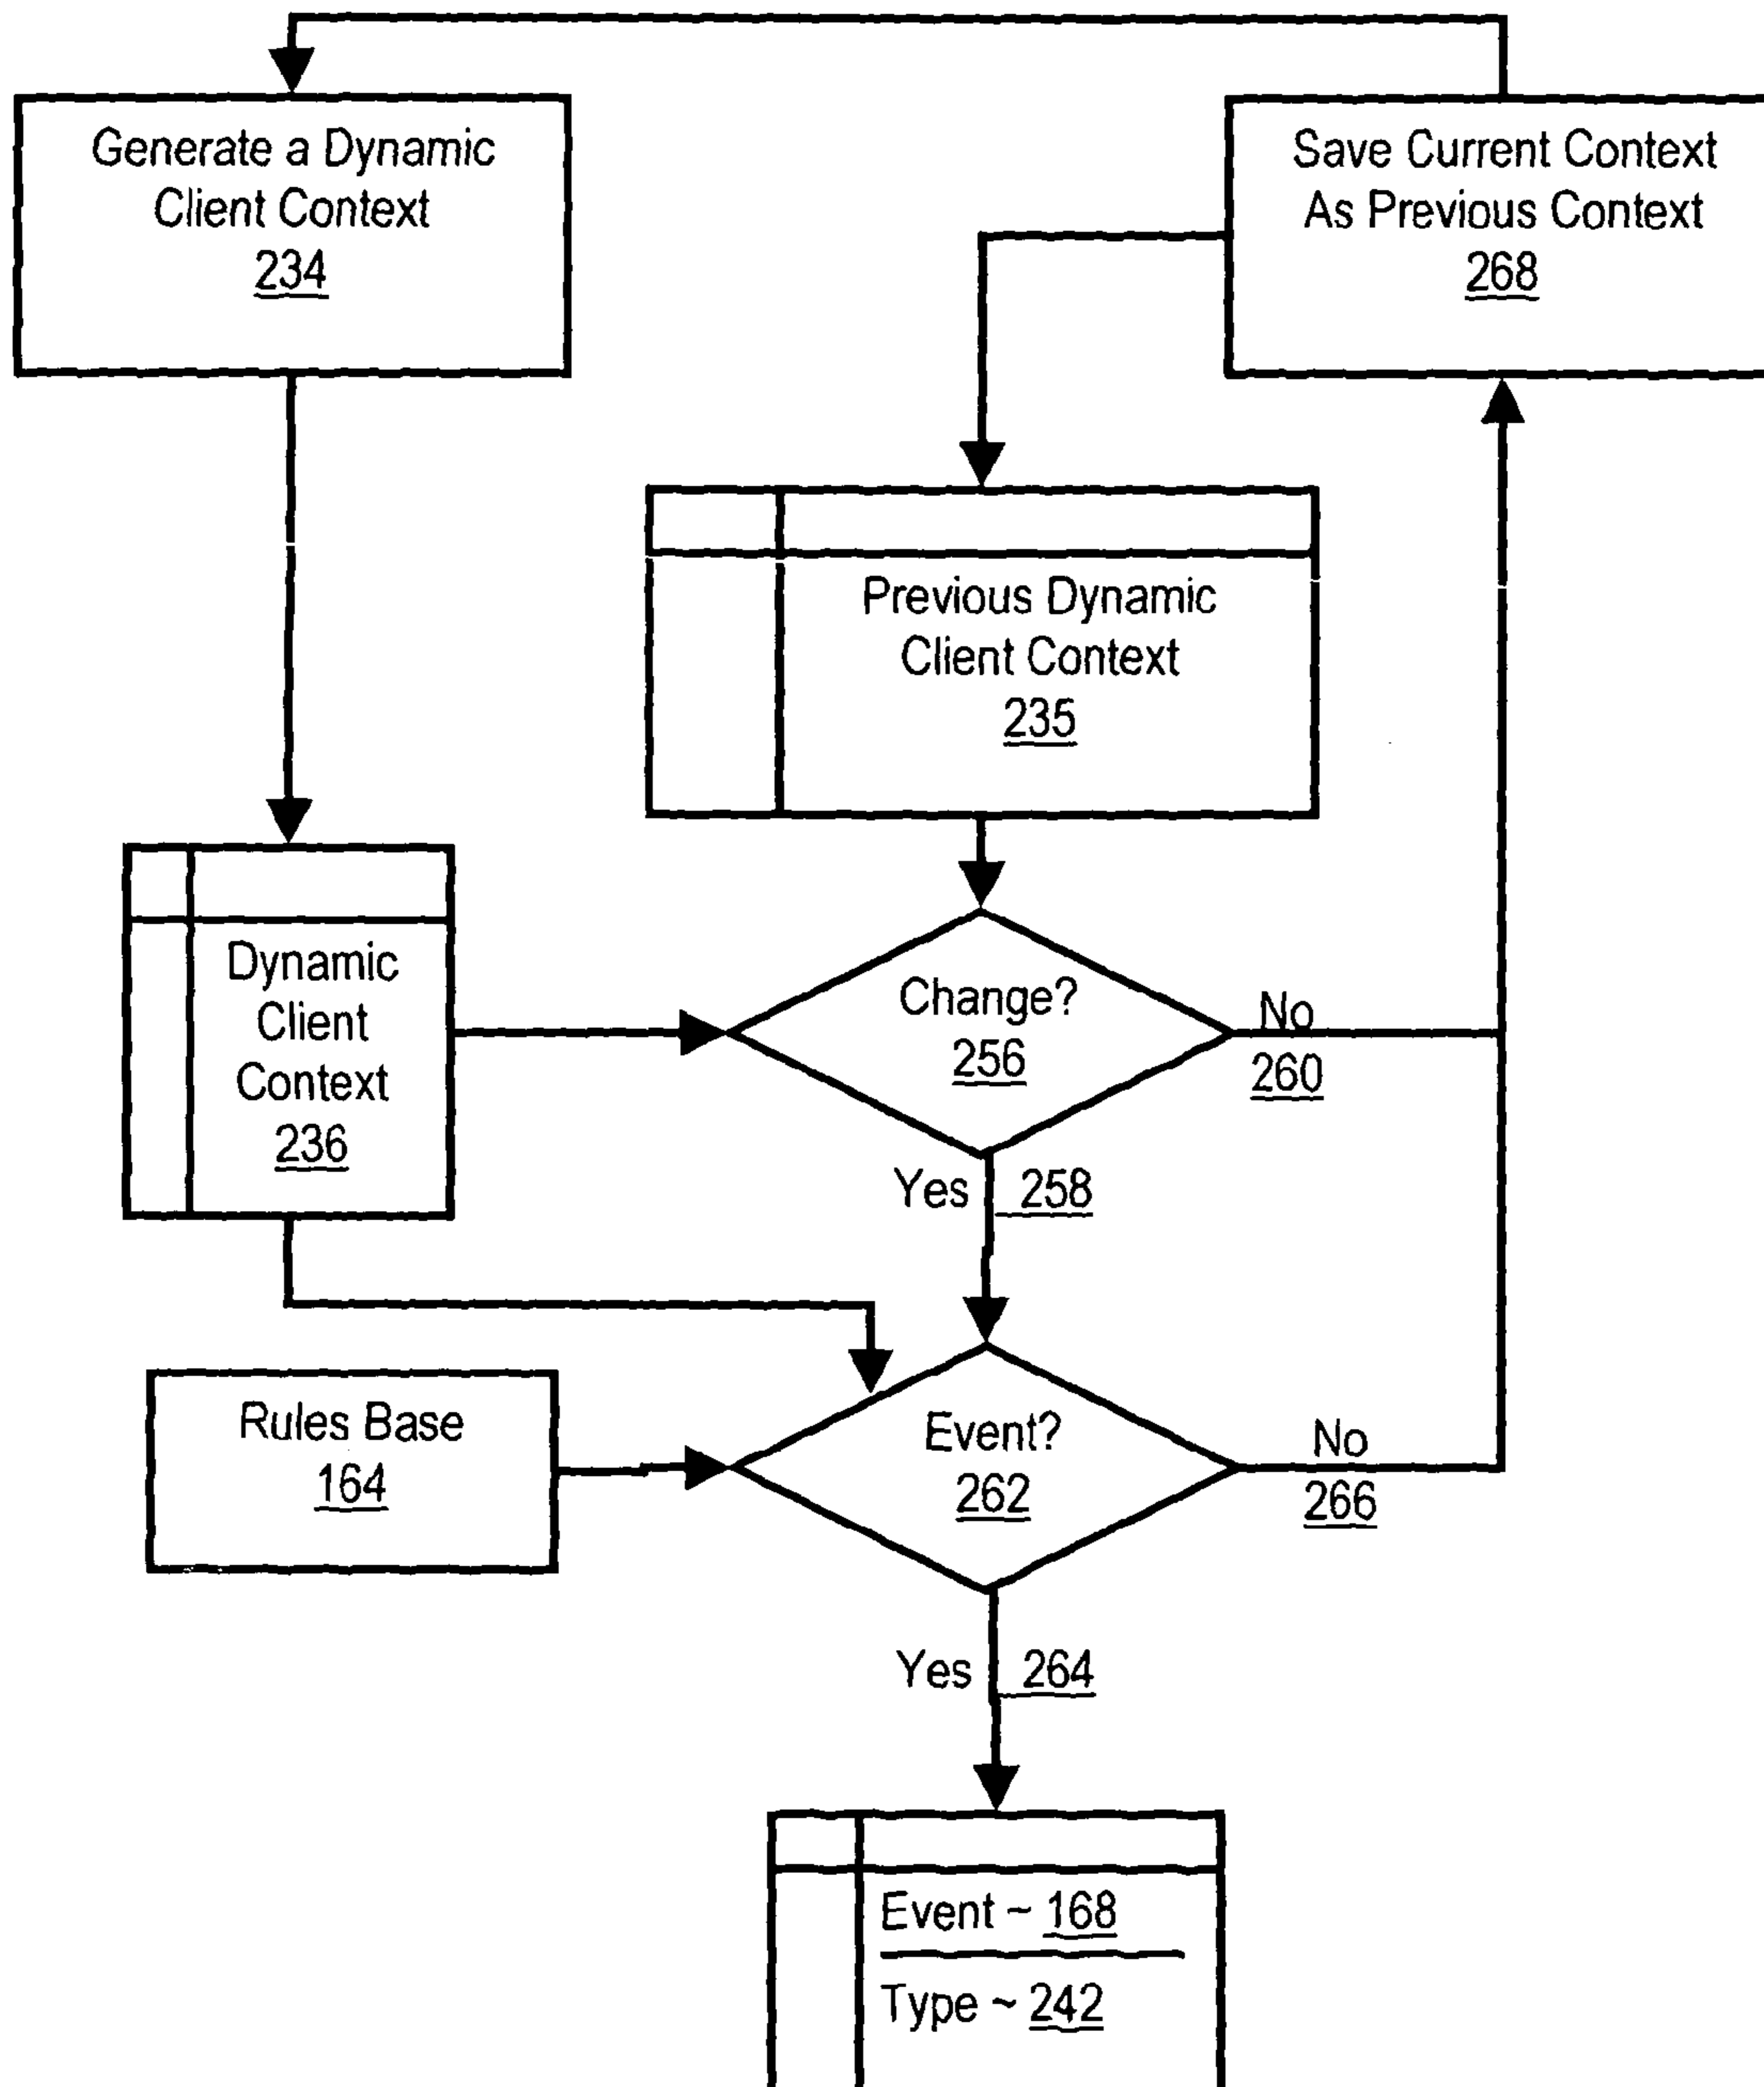 Generate a Dynamic
Client Context
234
Save Current Context
As Previous Context
268
Previous Dynamic
Client Context
235
Dynamic
Client
Context
236
Change?
256
No
260
Yes 258
Rules Base
164
Event?
262
No
266
Yes 264
Event ~ 168
Type ~ 242